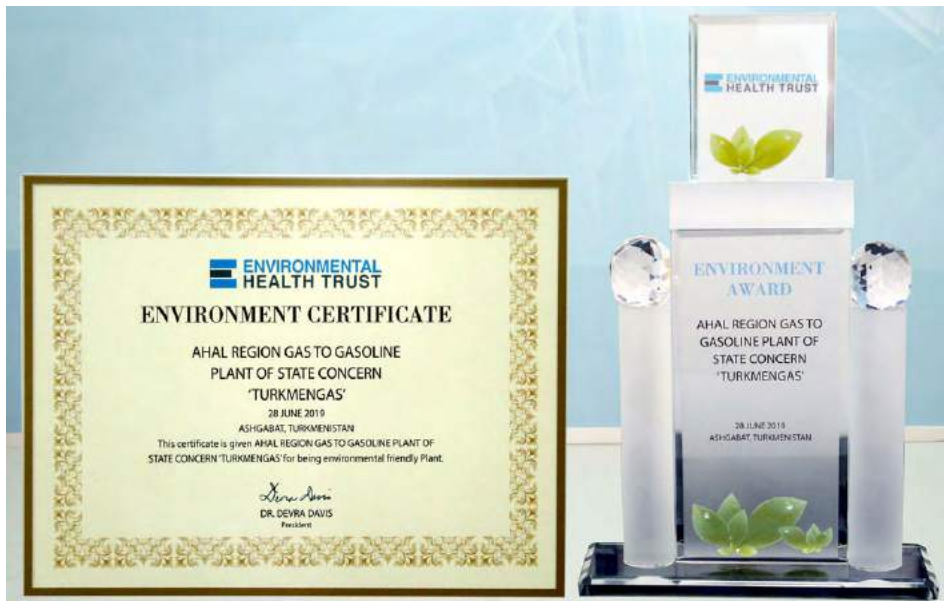 ENVIRONMENTAL
HEALTH TRUST
ENVIRONMENT CERTIFICATE
AHAL REGION GAS TO GASOLINE
PLANT OF STATE CONCERN
'TURKMENGAS'
28 JUNE 2019
ASHGABAT, TURKMENISTAN
This certificate is given AHAL REGION GAS TO GASOLINE PLANT OF
STATE CONCERN 'TURKMENGAS' for being environmental friendly Plant.
Devra Davis
DR. DEVRA DAVIS
President
ENVIRONMENTAL
HEALTH TRUST
ENVIRONMENT
AWARD
AHAL REGION GAS TO
GASOLINE PLANT OF
STATE CONCERN
'TURKMENGAS'
28 JUNE 2019
ASHGABAT, TURKMENISTAN